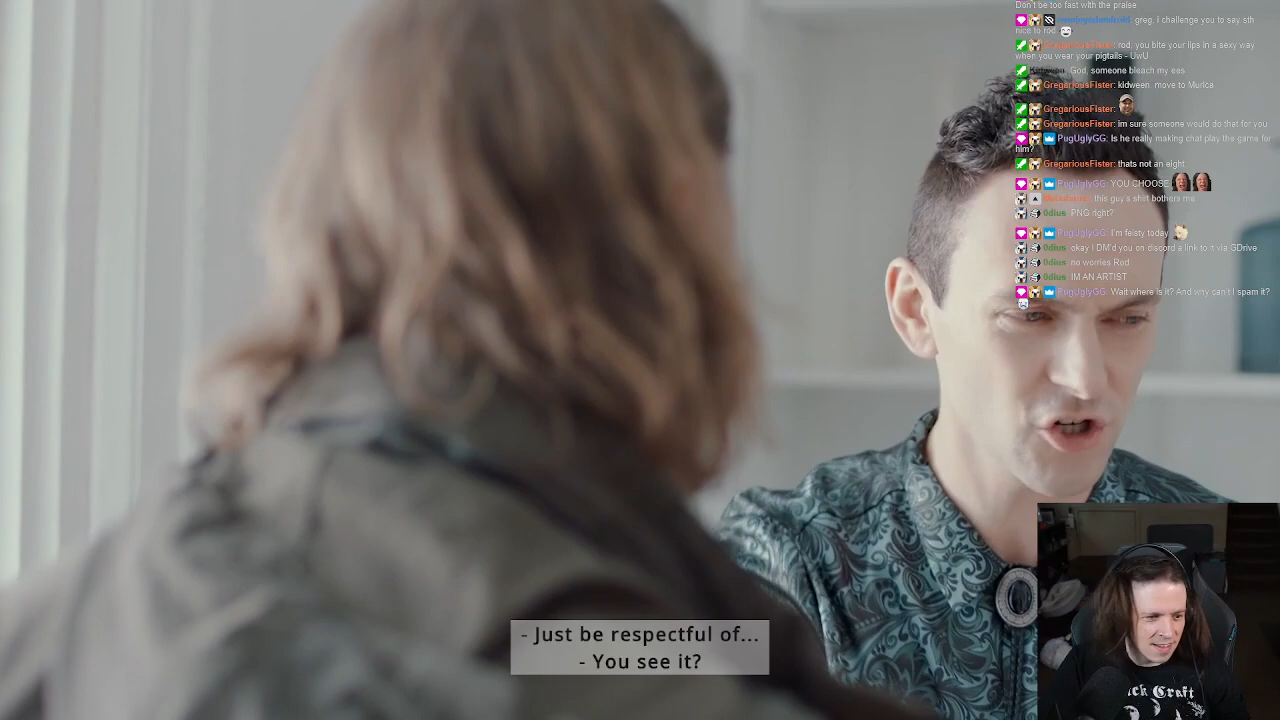 Don't be too fast with the praise
greg. I challenge you to say sth
nice to rod
GregariousFister: rod, you bite your lips in a sexy way
when you wear your pigtails - UwU
God, someone bleach my ees
GregariousFister: kidween. move to Murica
GregariousFister:
GregariousFister: im sure someone would do that for you
PugUglyGG: Is he really making chat play the game for
him?
GregariousFister: thats not an eight
PugUglyGG: YOU CHOOSE
this guy's shirt bothers me
0dius PNG right?
PugUglyGG: I'm feisty today
0dius okay I DM'd you on discord a link to it via GDrive
0dius no worries Rod
0dius IM AN ARTIST
PugUglyGG: Wait where is it? And why can't I spam it?
- Just be respectful of...
- You see it?
ck Craft